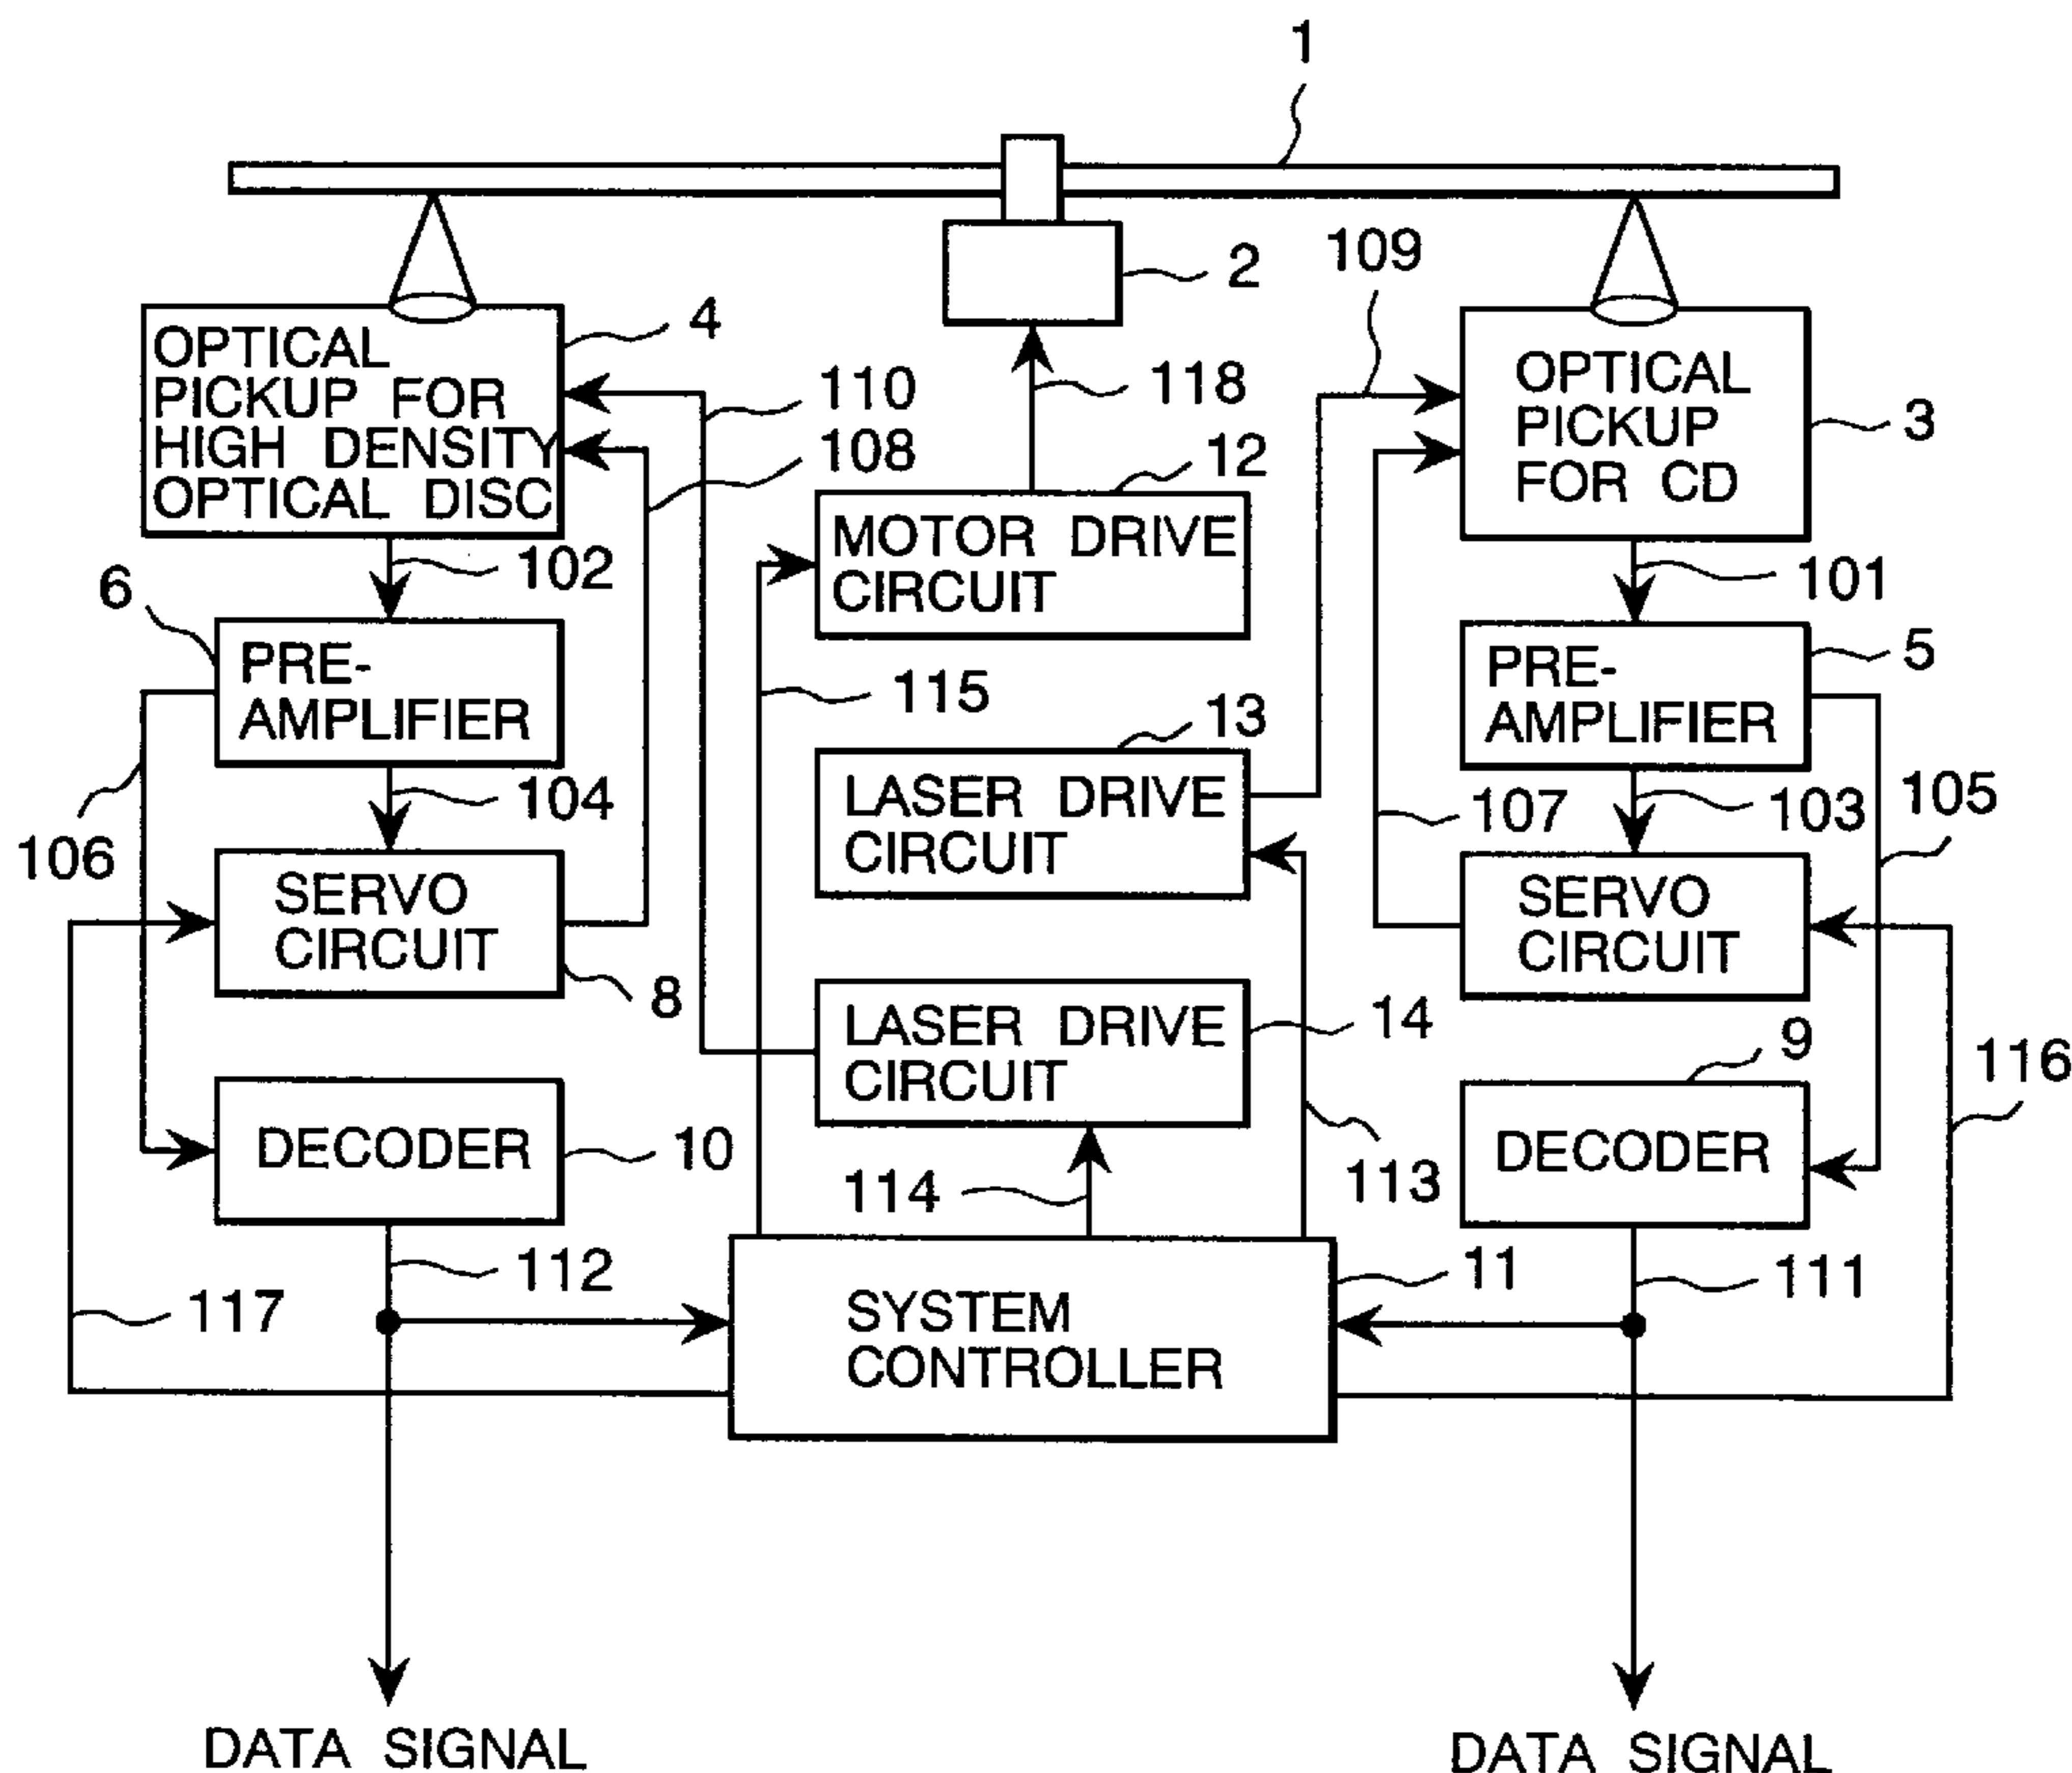 1
2
109
4
OPTICAL
PICKUP FOR
HIGH DENSITY
OPTICAL DISC
110
108
118
12
OPTICAL
PICKUP
FOR CD
3
102
MOTOR DRIVE
CIRCUIT
101
6
PRE-
AMPLIFIER
115
13
PRE-
AMPLIFIER
5
104
106
LASER DRIVE
CIRCUIT
107
103
105
SERVO
CIRCUIT
8
SERVO
CIRCUIT
LASER DRIVE
CIRCUIT
14
9
116
DECODER
10
114
113
DECODER
112
117
SYSTEM
CONTROLLER
11
111
DATA SIGNAL
DATA SIGNAL